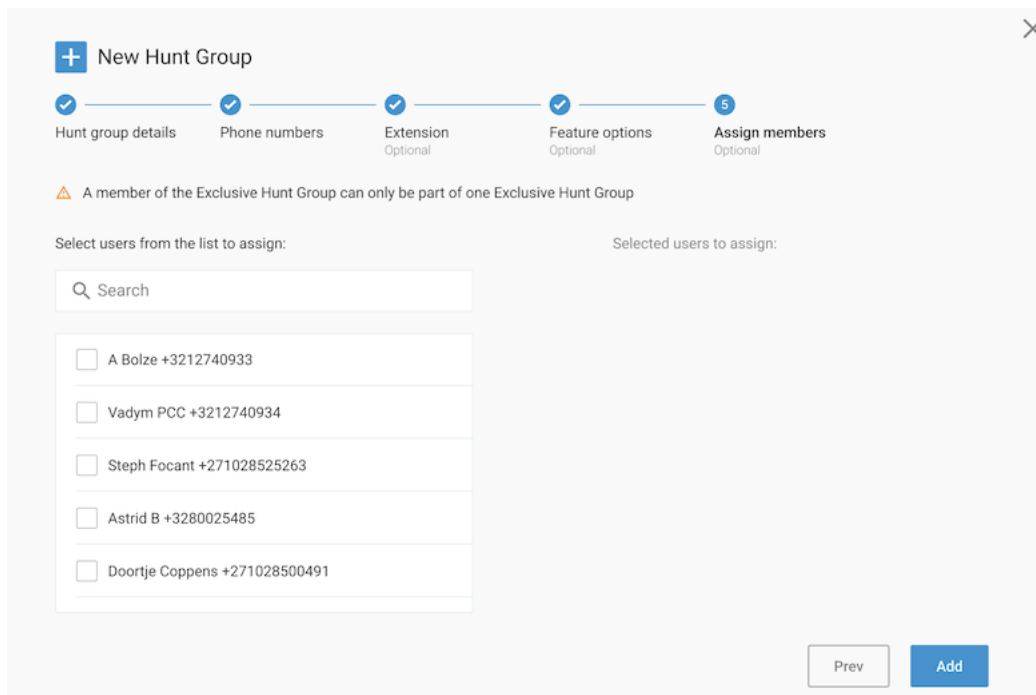 New Hunt Group
5
Hunt group details
Phone numbers
Extension
Optional
Feature options
Optional
Assign members
Optional
A member of the Exclusive Hunt Group can only be part of one Exclusive Hunt Group
Select users from the list to assign:
Selected users to assign:
Search
A Bolze +3212740933
Vadym PCC +3212740934
Steph Focant +271028525263
Astrid B +3280025485
Doortje Coppens +271028500491
Prev
Add